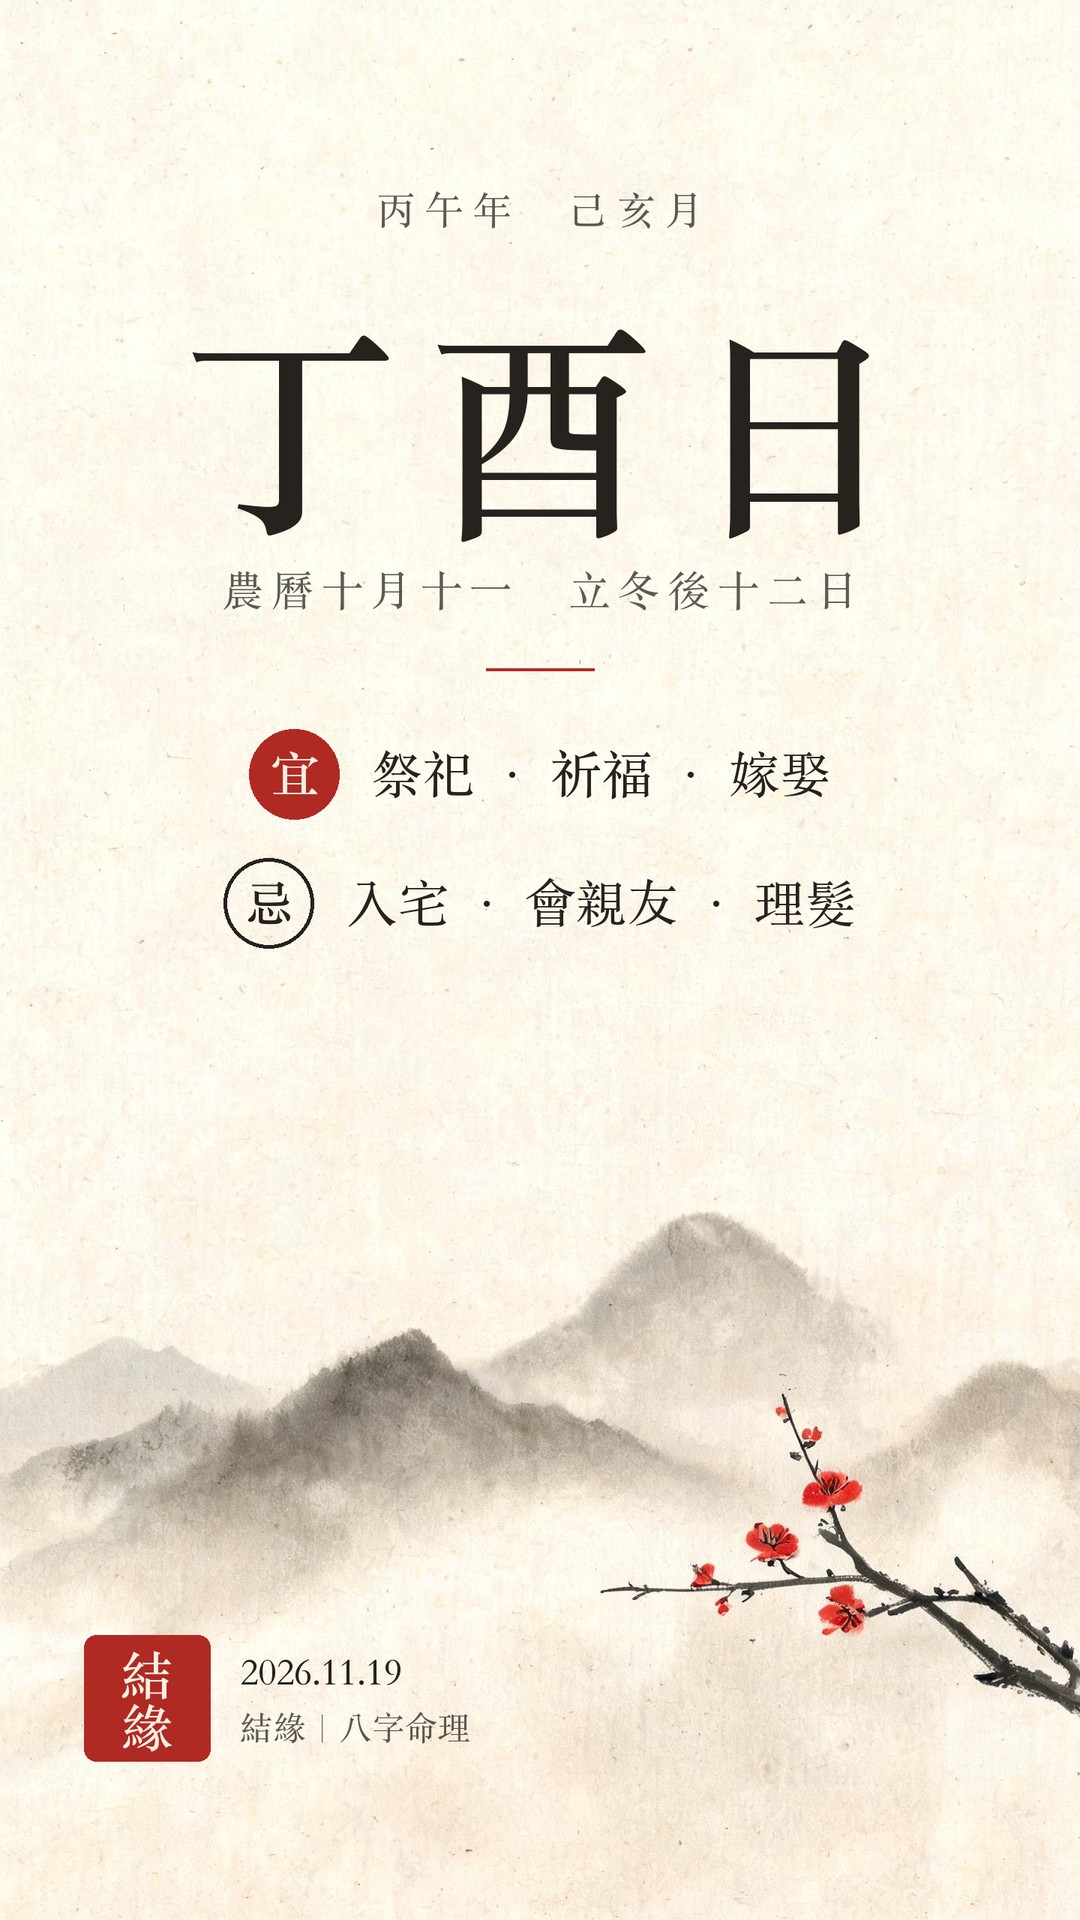 丙午年　己亥月
丁酉日
農曆十月十一　立冬後十二日
宜 祭祀 · 祈福 · 嫁娶
忌 入宅 · 會親友 · 理髮
結緣
2026.11.19
結緣｜八字命理